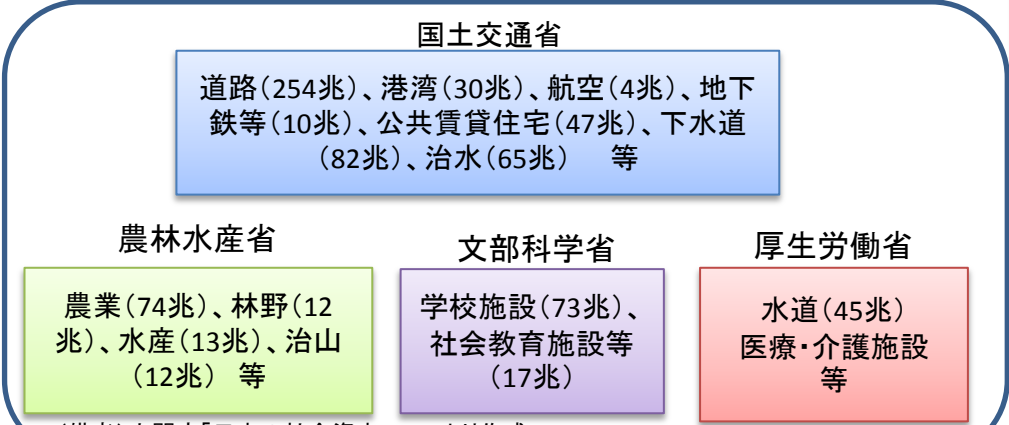 国土交通省
道路(254兆)、港湾(30兆)、航空(4兆)、地下
鉄等(10兆)、公共賃貸住宅(47兆)、下水道
(82兆)、治水(65兆)　等
農林水産省
農業(74兆)、林野(12
兆)、水産(13兆)、治山
(12兆)　等
文部科学省
学校施設(73兆)、
社会教育施設等
(17兆)
厚生労働省
水道(45兆)
医療・介護施設
等